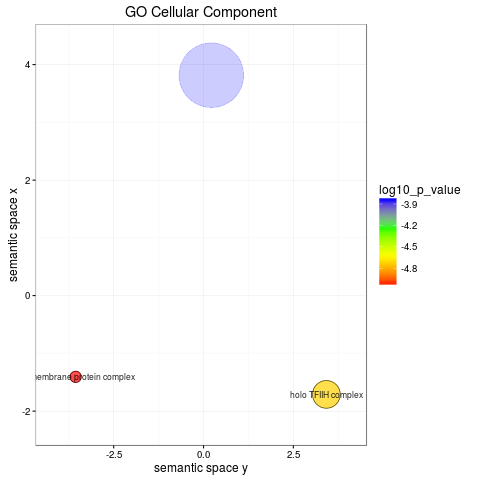 GO Cellular Component
4
2
0
-2
semantic space x
protein complex
holo TFIIH complex
-2.5
0.0
2.5
semantic space y
log10_p_value
-3.9
-4.2
-4.5
-4.8